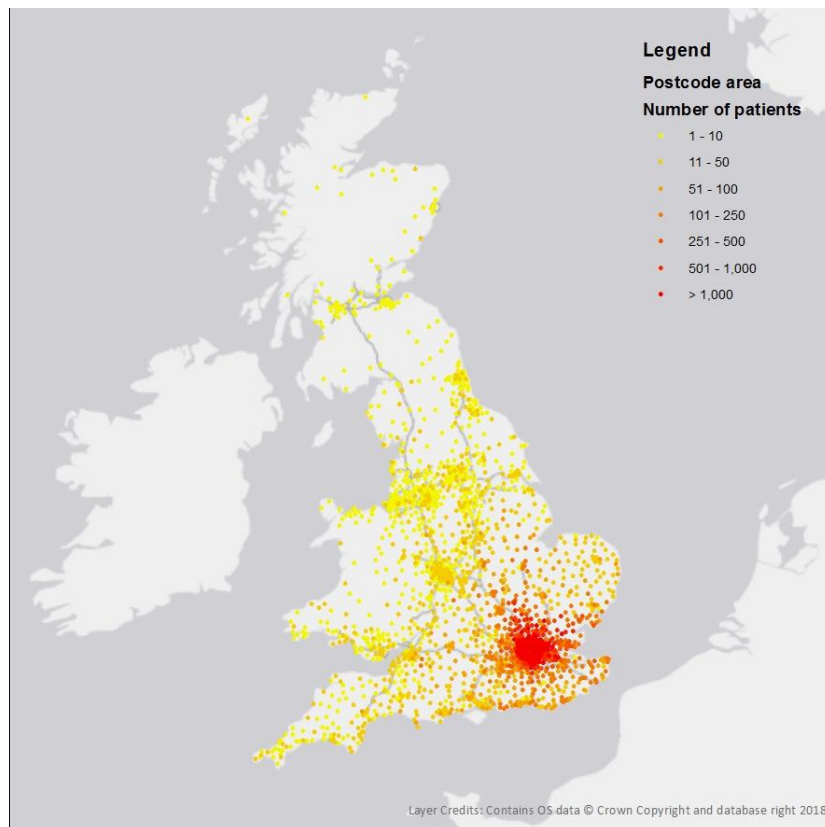 Legend
Postcode area
Number of patients
1 - 10
11 - 50
51 - 100
101 - 250
251 - 500
501 - 1,000
> 1,000
Layer Credits: Contains OS data © Crown Copyright and database right 2018